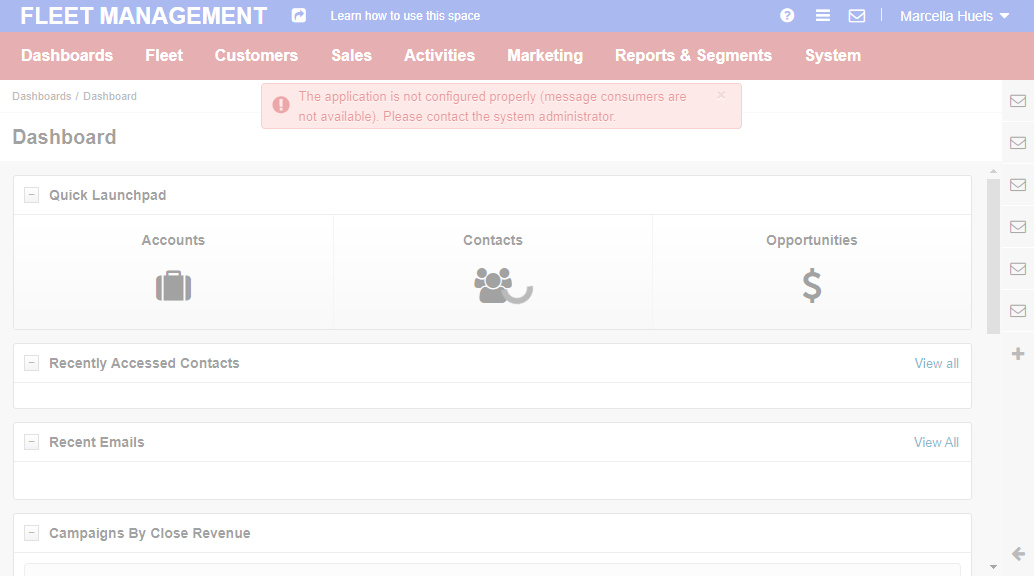 FLEET MANAGEMENT
Learn how to use this space
Marcella Huels
Dashboards Fleet Customers Sales Activities Marketing Reports & Segments System
Dashboards / Dashboard
The application is not configured properly (message consumers are
not available). Please contact the system administrator.
×
Dashboard
Quick Launchpad
Accounts Contacts Opportunities
Recently Accessed Contacts View all
Recent Emails View All
Campaigns By Close Revenue